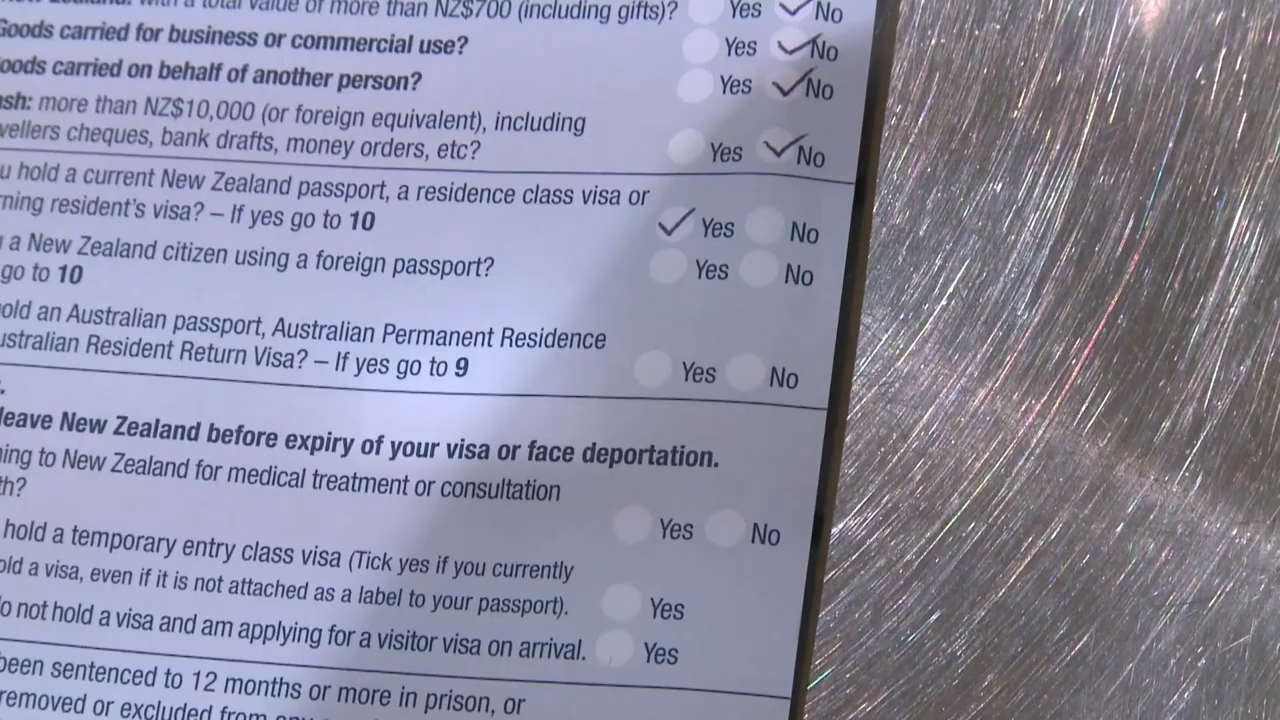 with a total value of more than NZ$700 (including gifts)? Yes No
Goods carried for business or commercial use? Yes No
oods carried on behalf of another person? Yes No
ash: more than NZ$10,000 (or foreign equivalent), including
vellers cheques, bank drafts, money orders, etc? Yes No
u hold a current New Zealand passport, a residence class visa or
rning resident's visa? – If yes go to 10 Yes No
a New Zealand citizen using a foreign passport? Yes No
go to 10
old an Australian passport, Australian Permanent Residence
ustralian Resident Return Visa? – If yes go to 9 Yes No
leave New Zealand before expiry of your visa or face deportation.
ing to New Zealand for medical treatment or consultation
th? Yes No
hold a temporary entry class visa (Tick yes if you currently
old a visa, even if it is not attached as a label to your passport). Yes
o not hold a visa and am applying for a visitor visa on arrival. Yes
been sentenced to 12 months or more in prison, or
removed or excluded from any